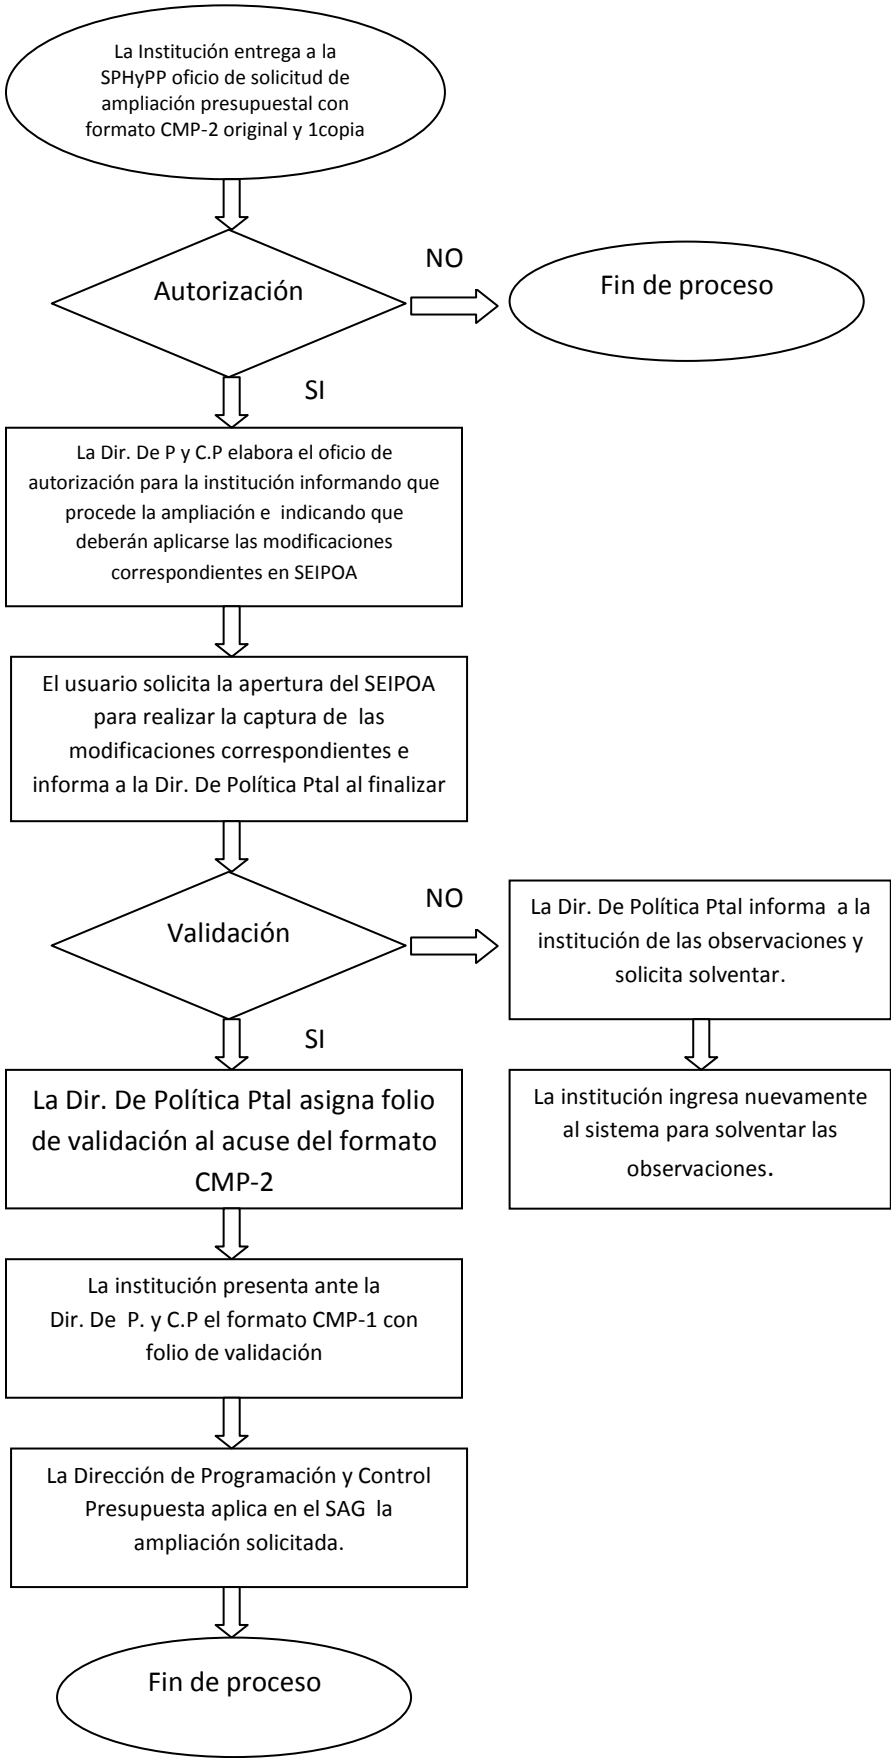 La Institución entrega a la
SPHyPP oficio de solicitud de
ampliación presupuestal con
formato CMP-2 original y 1copia
Autorización
NO
Fin de proceso
SI
La Dir. De P y C.P elabora el oficio de
autorización para la institución informando que
procede la ampliación e indicando que
deberán aplicarse las modificaciones
correspondientes en SEIPOA
El usuario solicita la apertura del SEIPOA
para realizar la captura de las
modificaciones correspondientes e
informa a la Dir. De Política Ptal al finalizar
Validación
NO
La Dir. De Política Ptal informa a la
institución de las observaciones y
solicita solventar.
SI
La Dir. De Política Ptal asigna folio
de validación al acuse del formato
CMP-2
La institución ingresa nuevamente
al sistema para solventar las
observaciones.
La institución presenta ante la
Dir. De P. y C.P el formato CMP-1 con
folio de validación
La Dirección de Programación y Control
Presupuesta aplica en el SAG la
ampliación solicitada.
Fin de proceso